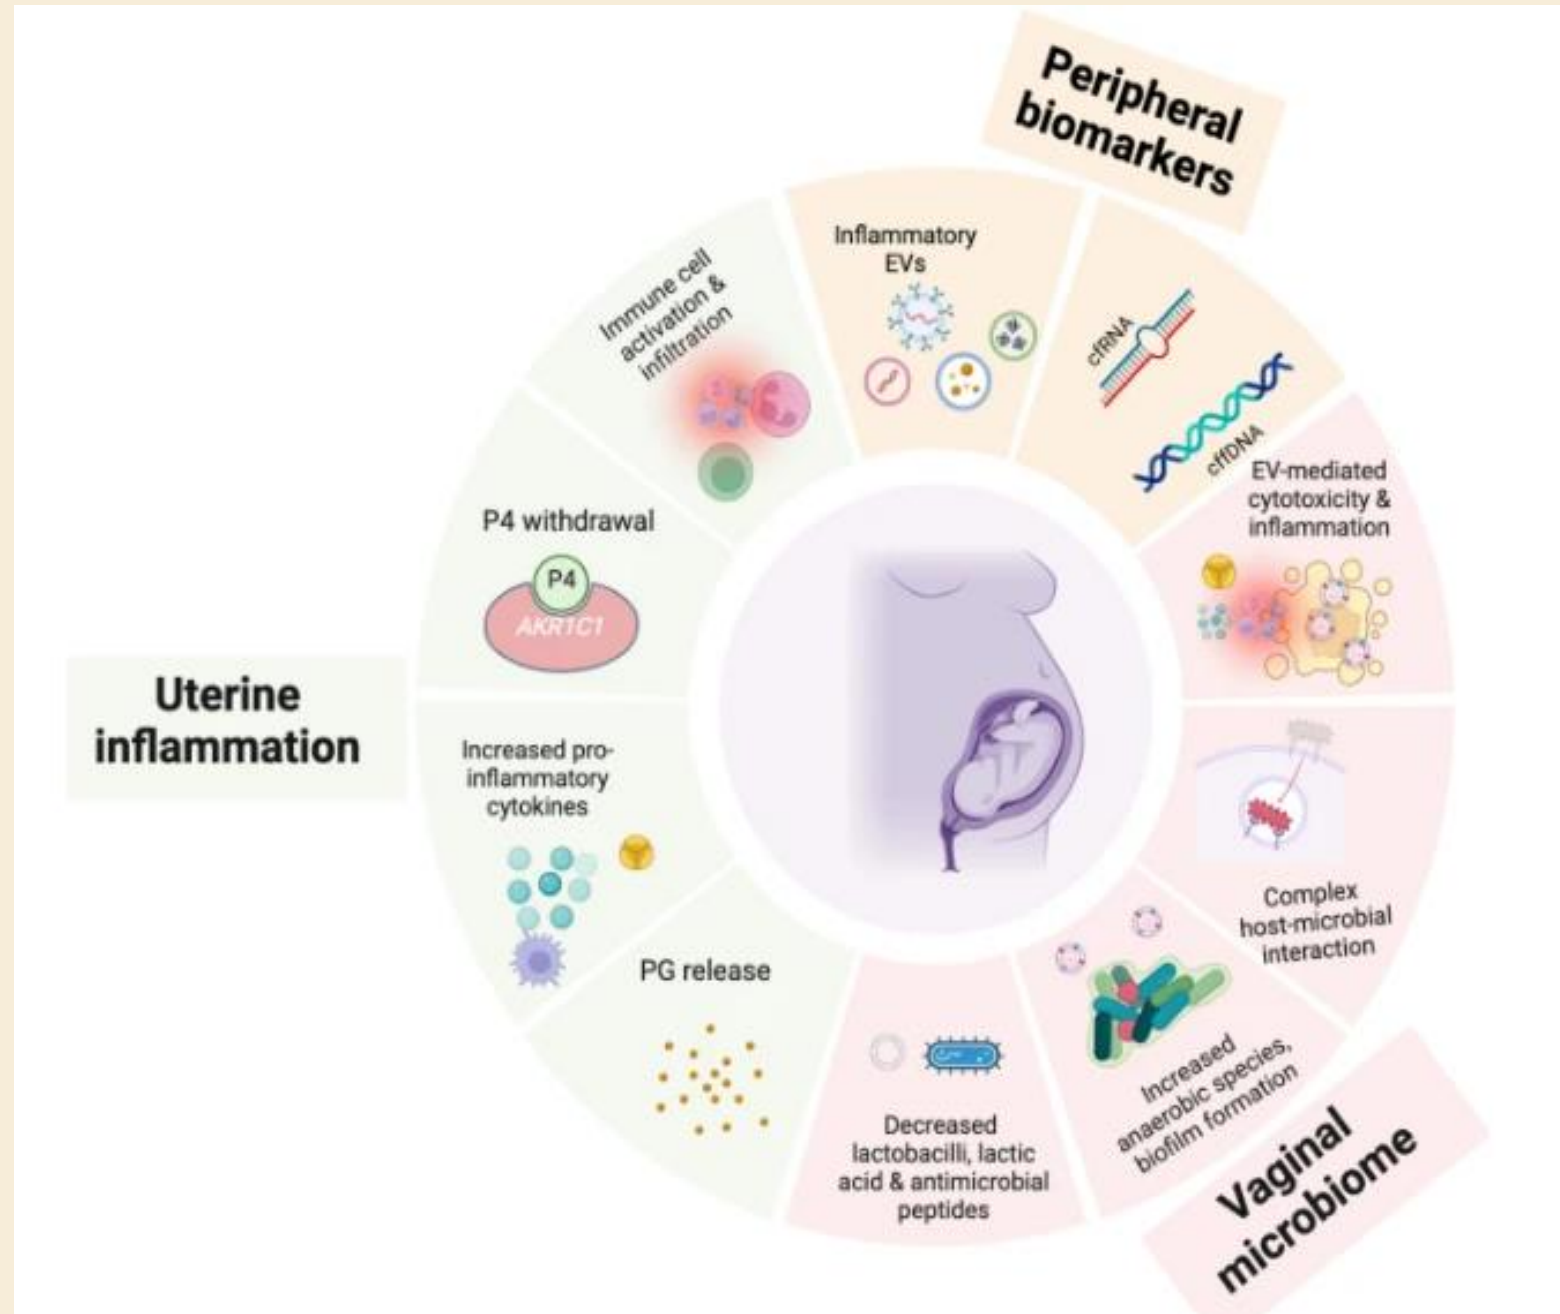 Peripheral
biomarkers
Inflammatory
EVs
cfRNA
cffDNA
EV-mediated
cytotoxicity &
inflammation
Complex
host-microbial
interaction
Increased
anaerobic species,
biofilm formation
Vaginal
microbiome
Decreased
lactobacilli, lactic
acid & antimicrobial
peptides
PG release
Increased pro-
inflammatory
cytokines
Uterine
inflammation
P4 withdrawal
P4
AKR1C1
Immune cell
activation &
infiltration